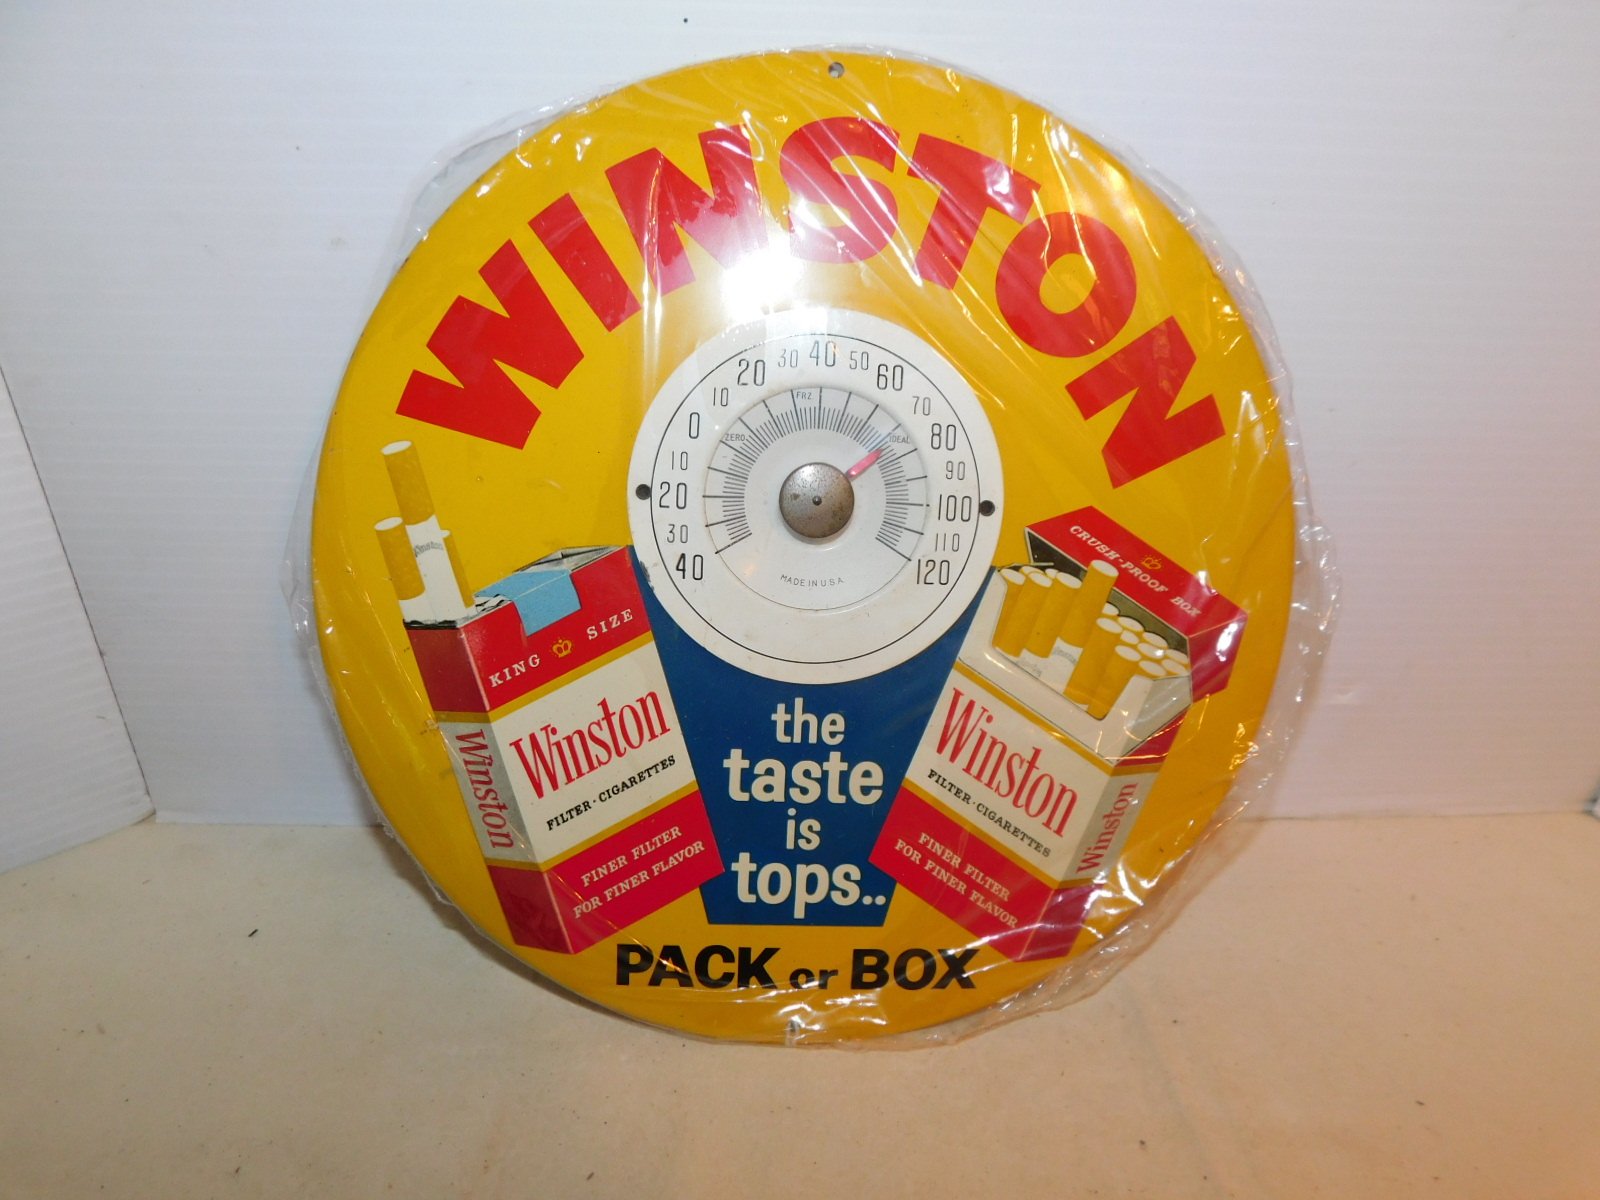 WINSTON
40 30 20 10 0 10 20 30 40 50 60 70 80 90 100 110 120
ZERO FRZ. IDEAL
MADE IN U.S.A.
KING SIZE
Winston
FILTER·CIGARETTES
FINER FILTER
FOR FINER FLAVOR
Winston
CRUSH-PROOF BOX
Winston
FILTER·CIGARETTES
FINER FILTER
FOR FINER FLAVOR
Winston
the
taste
is
tops..
PACK or BOX